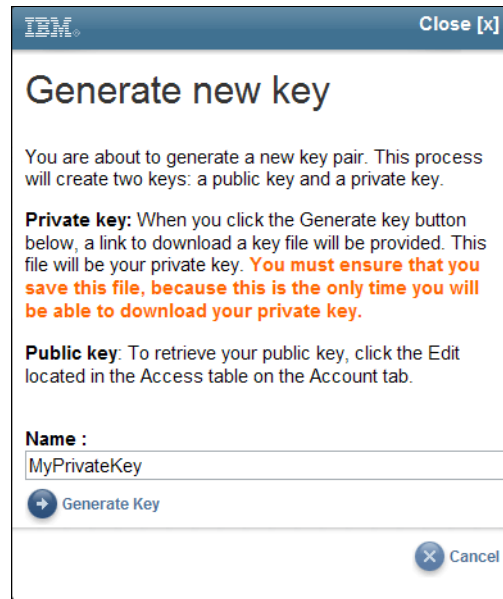 IBM® Close [x]
Generate new key
You are about to generate a new key pair. This process
will create two keys: a public key and a private key.
Private key: When you click the Generate key button
below, a link to download a key file will be provided. This
file will be your private key. You must ensure that you
save this file, because this is the only time you will
be able to download your private key.
Public key: To retrieve your public key, click the Edit
located in the Access table on the Account tab.
Name :
MyPrivateKey
Generate Key
Cancel